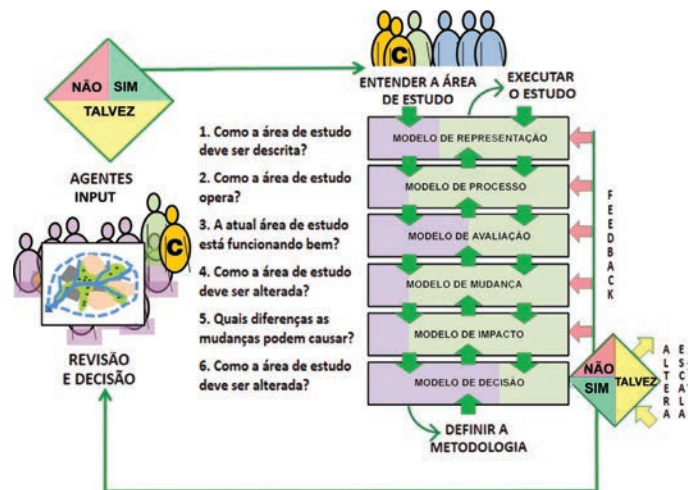 NÃO SIM
TALVEZ
AGENTES
INPUT
C
REVISÃO
E DECISÃO
C
ENTENDER A ÁREA
DE ESTUDO
EXECUTAR
O ESTUDO
1. Como a área de estudo
deve ser descrita?
2. Como a área de estudo
opera?
3. A atual área de estudo
está funcionando bem?
4. Como a área de estudo
deve ser alterada?
5. Quais diferenças as
mudanças podem causar?
6. Como a área de estudo
deve ser alterada?
MODELO DE REPRESENTAÇÃO
MODELO DE PROCESSO
MODELO DE AVALIAÇÃO
MODELO DE MUDANÇA
MODELO DE IMPACTO
MODELO DE DECISÃO
DEFINIR A
METODOLOGIA
FEEDBACK
NÃO
SIM
TALVEZ
ALTERA
ESCALA